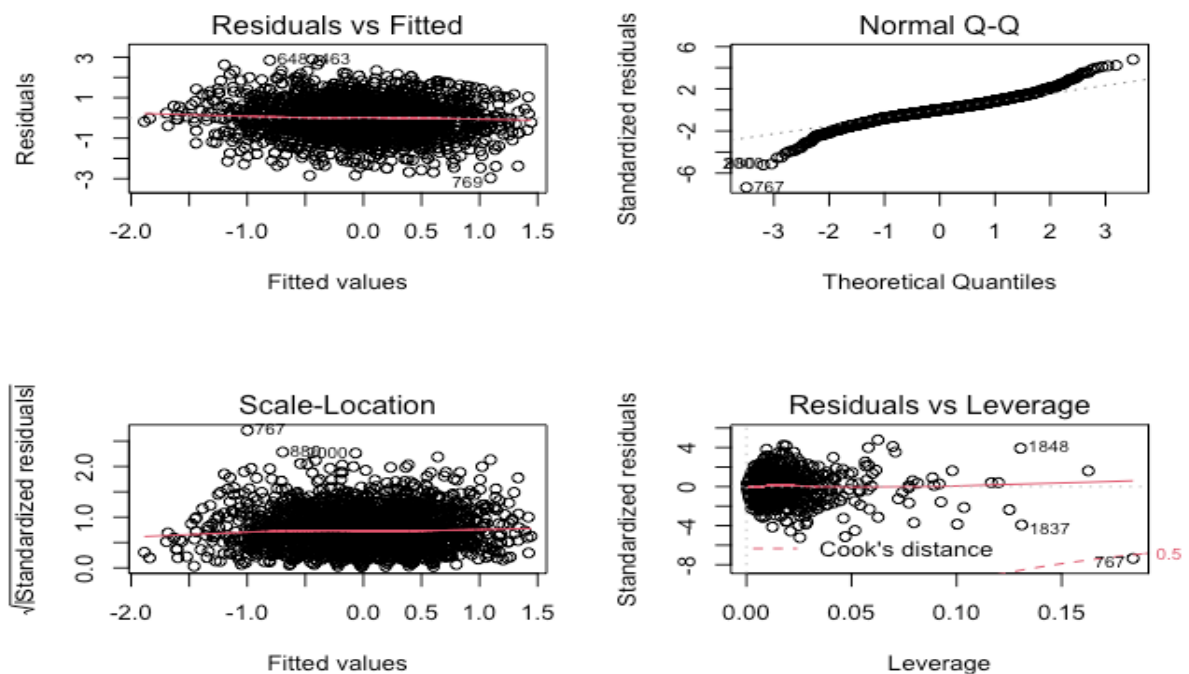 Residuals vs Fitted
Residuals
3
1
-1
-3
648
463
769
-2.0 -1.0 0.0 0.5 1.0 1.5
Fitted values
Normal Q-Q
Standardized residuals
6
2
-2
-6
767
-3 -2 -1 0 1 2 3
Theoretical Quantiles
Scale-Location
√|Standardized residuals|
2.0
1.0
0.0
767
-2.0 -1.0 0.0 0.5 1.0 1.5
Fitted values
Residuals vs Leverage
Standardized residuals
4
0
-4
-8
1848
1837
767
Cook's distance
0.5
0.00 0.05 0.10 0.15
Leverage